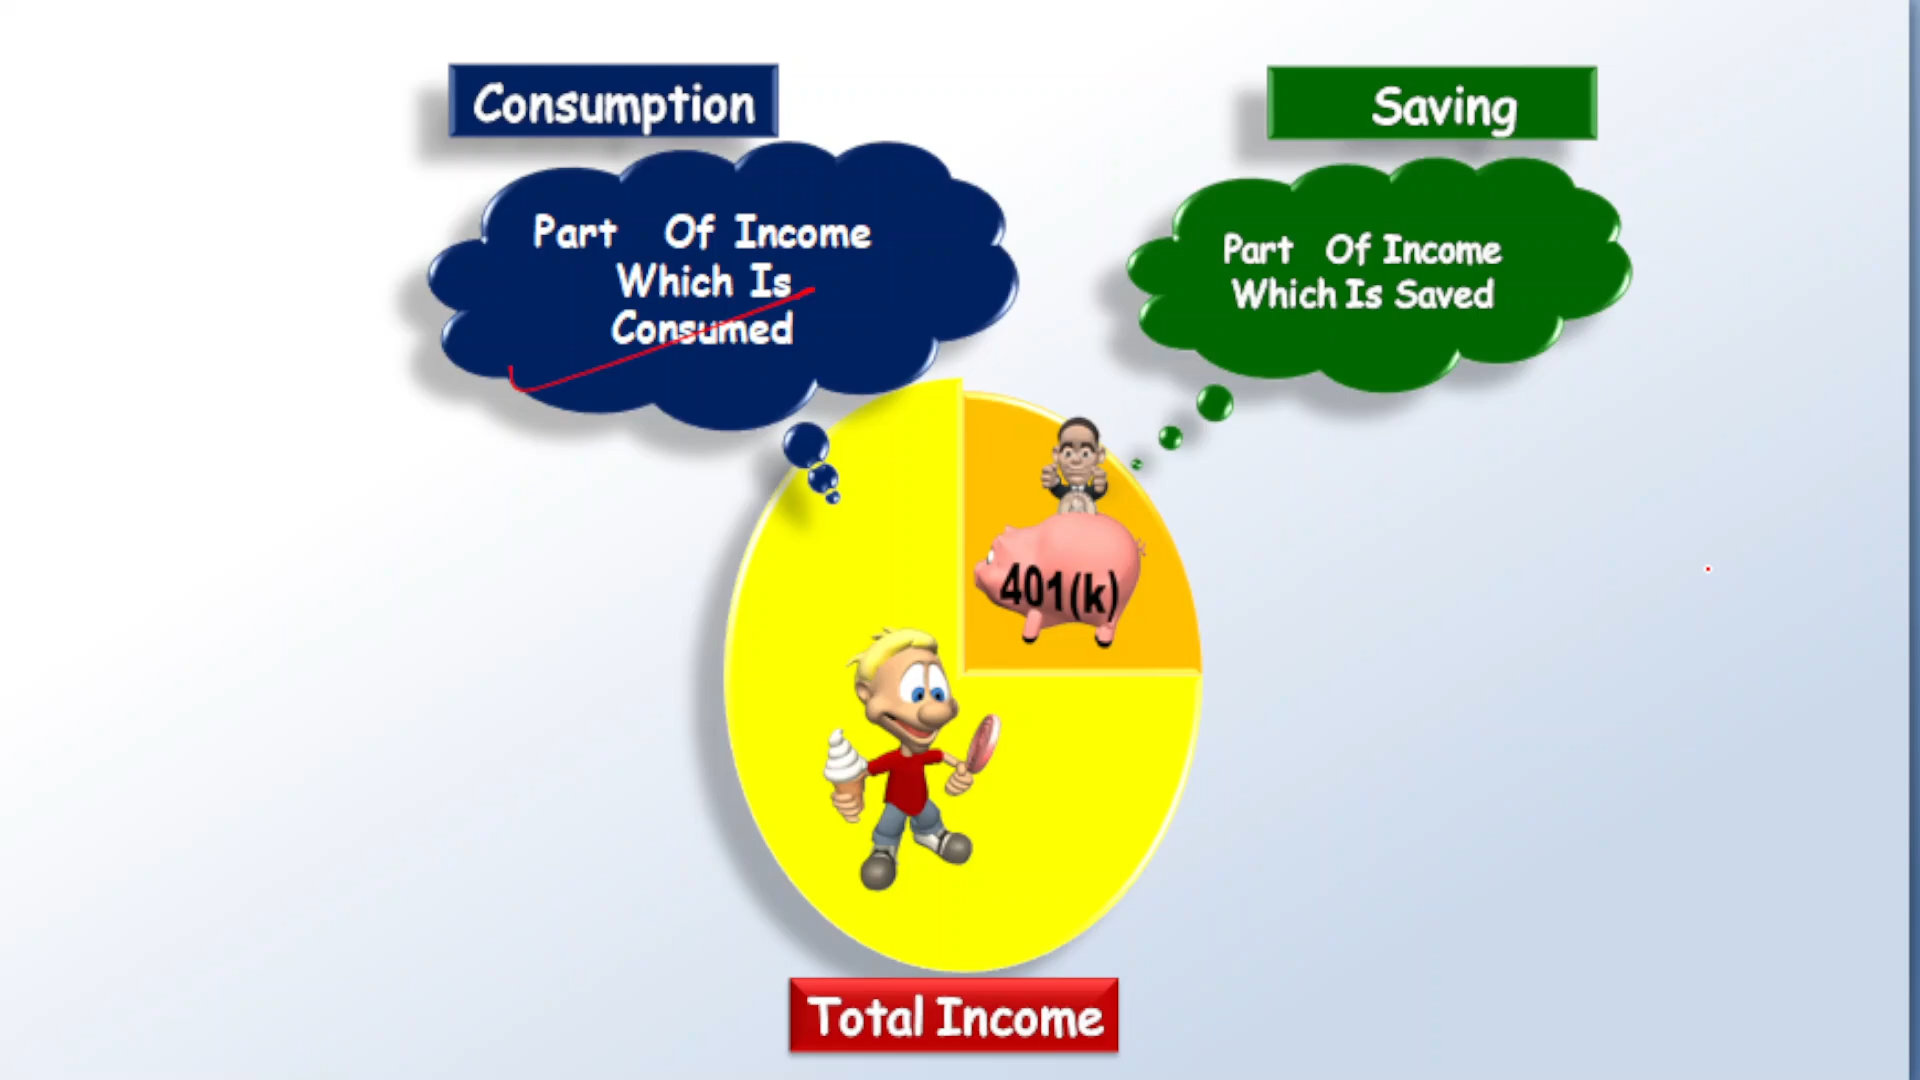 Consumption
Part Of Income
Which Is
Consumed
Saving
Part Of Income
Which Is Saved
401(k)
Total Income